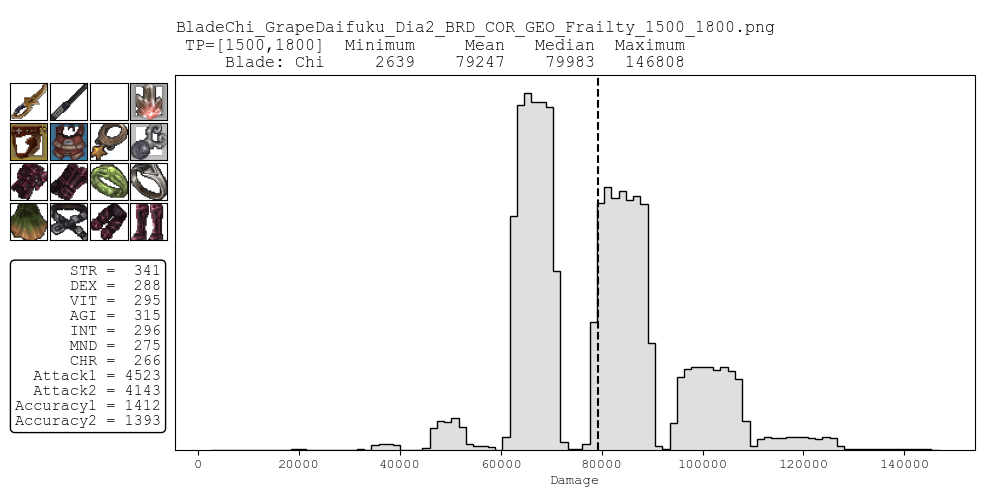 BladeChi_GrapeDaifuku_Dia2_BRD_COR_GEO_Frailty_1500_1800.png
TP=[1500,1800] Minimum Mean Median Maximum
Blade: Chi 2639 79247 79983 146808
STR = 341
DEX = 288
VIT = 295
AGI = 315
INT = 296
MND = 275
CHR = 266
Attack1 = 4523
Attack2 = 4143
Accuracy1 = 1412
Accuracy2 = 1393
0 20000 40000 60000 80000 100000 120000 140000
Damage